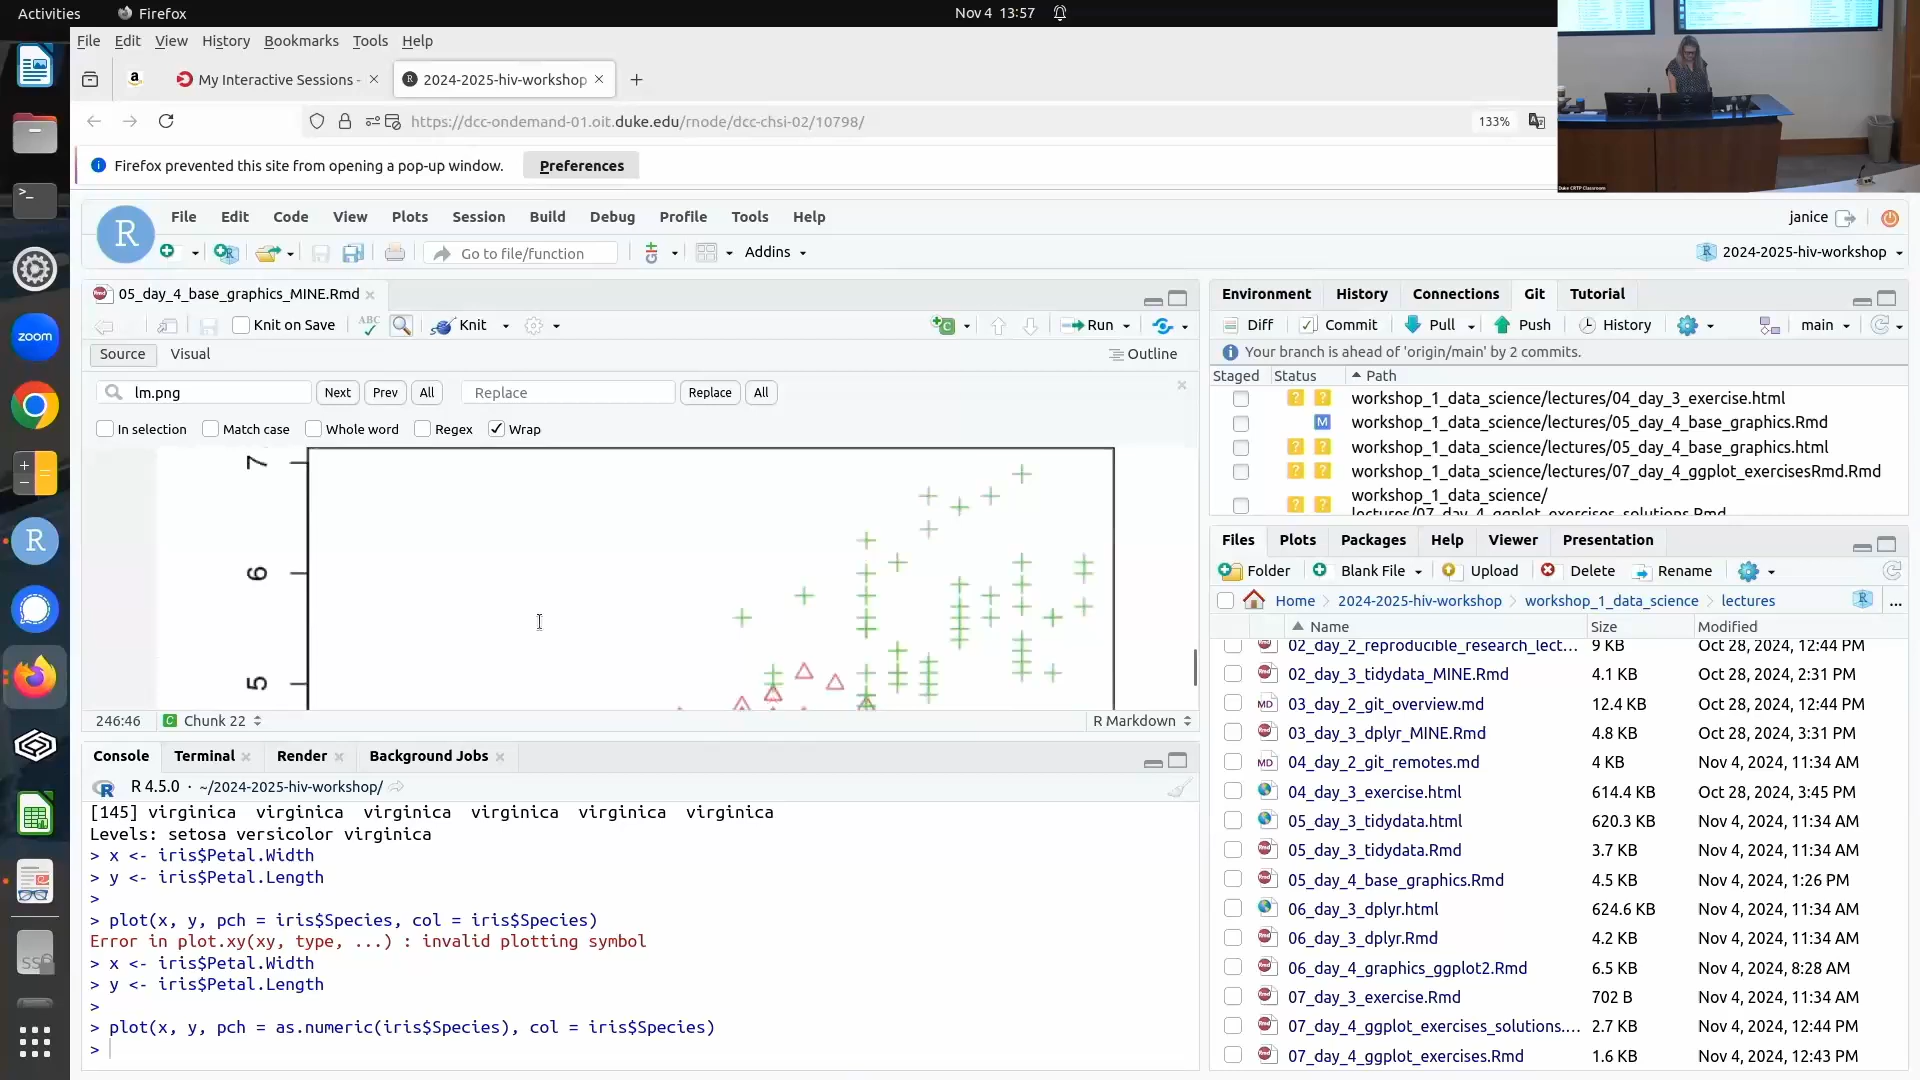 Activities Firefox Nov 4 13:57
File Edit View History Bookmarks Tools Help
My Interactive Sessions - 2024-2025-hiv-workshop
https://dcc-ondemand-01.oit.duke.edu/rnode/dcc-chsi-02/10798/ 133%
Firefox prevented this site from opening a pop-up window. Preferences
Duke CRTP Classroom
File Edit Code View Plots Session Build Debug Profile Tools Help janice
Go to file/function Addins 2024-2025-hiv-workshop
05_day_4_base_graphics_MINE.Rmd
Knit on Save ABC Knit Run
Source Visual Outline
lm.png Next Prev All Replace Replace All
In selection Match case Whole word Regex Wrap
7
6
5
246:46 Chunk 22 R Markdown
Console Terminal Render Background Jobs
R 4.5.0 · ~/2024-2025-hiv-workshop/
[145] virginica virginica virginica virginica virginica virginica
Levels: setosa versicolor virginica
> x <- iris$Petal.Width
> y <- iris$Petal.Length
>
> plot(x, y, pch = iris$Species, col = iris$Species)
Error in plot.xy(xy, type, ...) : invalid plotting symbol
> x <- iris$Petal.Width
> y <- iris$Petal.Length
>
> plot(x, y, pch = as.numeric(iris$Species), col = iris$Species)
>
Environment History Connections Git Tutorial
Diff Commit Pull Push History main
Your branch is ahead of 'origin/main' by 2 commits.
Staged Status Path
workshop_1_data_science/lectures/04_day_3_exercise.html
M workshop_1_data_science/lectures/05_day_4_base_graphics.Rmd
workshop_1_data_science/lectures/05_day_4_base_graphics.html
workshop_1_data_science/lectures/07_day_4_ggplot_exercisesRmd.Rmd
workshop_1_data_science/
lectures/07_day_4_ggplot_exercises_solutions.Rmd
Files Plots Packages Help Viewer Presentation
Folder Blank File Upload Delete Rename
Home 2024-2025-hiv-workshop workshop_1_data_science lectures ...
Name Size Modified
02_day_2_reproducible_research_lect... 9 KB Oct 28, 2024, 12:44 PM
02_day_3_tidydata_MINE.Rmd 4.1 KB Oct 28, 2024, 2:31 PM
03_day_2_git_overview.md 12.4 KB Oct 28, 2024, 12:44 PM
03_day_3_dplyr_MINE.Rmd 4.8 KB Oct 28, 2024, 3:31 PM
04_day_2_git_remotes.md 4 KB Nov 4, 2024, 11:34 AM
04_day_3_exercise.html 614.4 KB Oct 28, 2024, 3:45 PM
05_day_3_tidydata.html 620.3 KB Nov 4, 2024, 11:34 AM
05_day_3_tidydata.Rmd 3.7 KB Nov 4, 2024, 11:34 AM
05_day_4_base_graphics.Rmd 4.5 KB Nov 4, 2024, 1:26 PM
06_day_3_dplyr.html 624.6 KB Nov 4, 2024, 11:34 AM
06_day_3_dplyr.Rmd 4.2 KB Nov 4, 2024, 11:34 AM
06_day_4_graphics_ggplot2.Rmd 6.5 KB Nov 4, 2024, 8:28 AM
07_day_3_exercise.Rmd 702 B Nov 4, 2024, 11:34 AM
07_day_4_ggplot_exercises_solutions.... 2.7 KB Nov 4, 2024, 12:44 PM
07_day_4_ggplot_exercises.Rmd 1.6 KB Nov 4, 2024, 12:43 PM
zoom